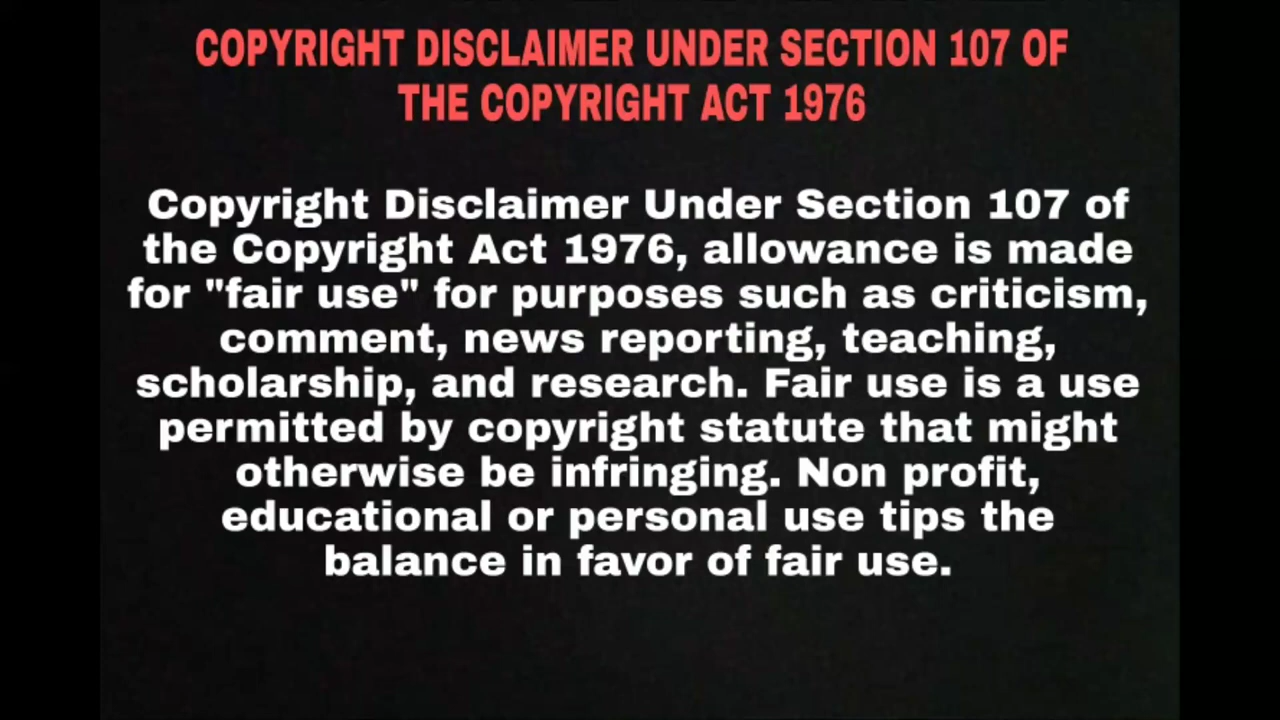 COPYRIGHT DISCLAIMER UNDER SECTION 107 OF
THE COPYRIGHT ACT 1976
Copyright Disclaimer Under Section 107 of
the Copyright Act 1976, allowance is made
for "fair use" for purposes such as criticism,
comment, news reporting, teaching,
scholarship, and research. Fair use is a use
permitted by copyright statute that might
otherwise be infringing. Non profit,
educational or personal use tips the
balance in favor of fair use.